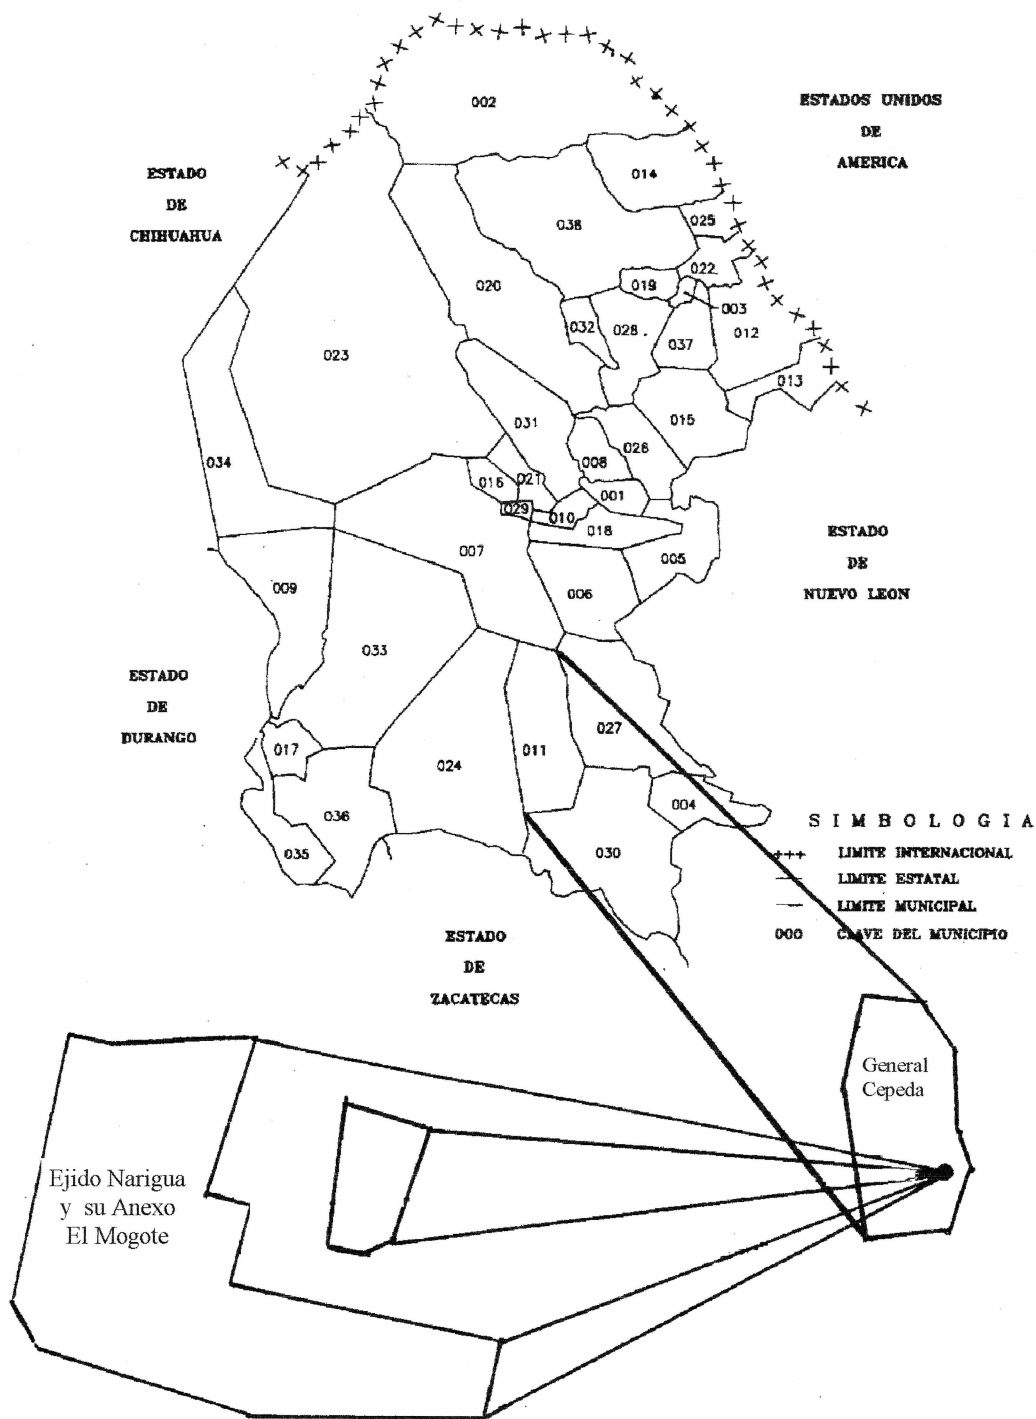 002
ESTADOS UNIDOS
DE
AMERICA
014
ESTADO
DE
CHIHUAHUA
038
025
022
020
019
003
032
028
012
023
037
013
031
015
034
008
026
016
021
001
029
010
018
007
005
ESTADO
DE
NUEVO LEON
009
006
033
ESTADO
DE
DURANGO
027
017
011
024
004
036
035
030
SIMBOLOGIA
+++ LIMITE INTERNACIONAL
LIMITE ESTATAL
LIMITE MUNICIPAL
000 CLAVE DEL MUNICIPIO
ESTADO
DE
ZACATECAS
General
Cepeda
Ejido Narigua
y su Anexo
El Mogote